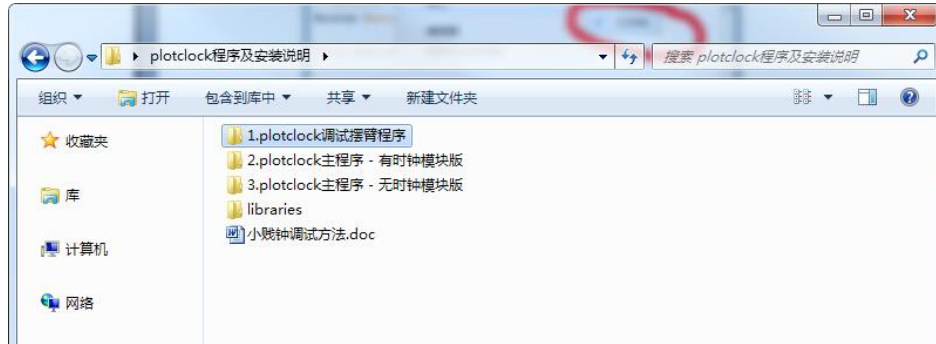 plotclock程序及安装说明
搜索 plotclock程序及安装说明
组织 打开 包含到库中 共享 新建文件夹
收藏夹
库
计算机
网络
1.plotclock调试摆臂程序
2.plotclock主程序 - 有时钟模块版
3.plotclock主程序 - 无时钟模块版
libraries
小贱钟调试方法.doc